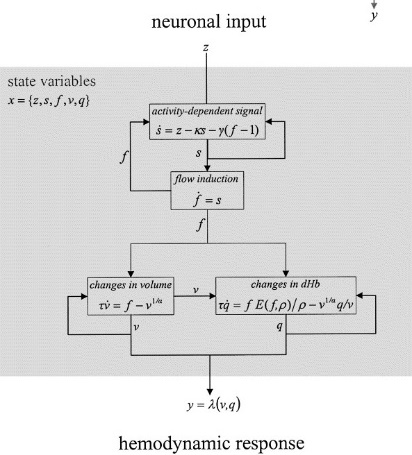 y
neuronal input
z
state variables
x = {z, s, f, v, q}
activity-dependent signal
ṡ = z − κs − γ(f − 1)
f
s
flow induction
ḟ = s
f
changes in volume
τv̇ = f − v^{1/α}
v
changes in dHb
τq̇ = f E(f,ρ)/ρ − v^{1/α} q/v
v
q
y = λ(v,q)
hemodynamic response